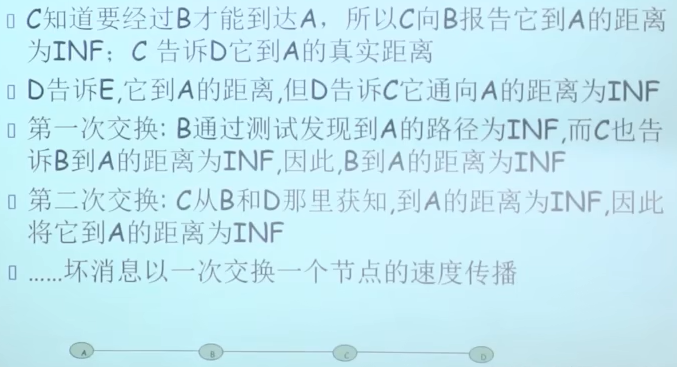 C知道要经过B才能到达A，所以C向B报告它到A的距离
为INF；C 告诉D它到A的真实距离
D告诉E,它到A的距离,但D告诉C它通向A的距离为INF
第一次交换: B通过测试发现到A的路径为INF,而C也告
诉B到A的距离为INF,因此,B到A的距离为INF
第二次交换: C从B和D那里获知,到A的距离为INF,因此
将它到A的距离为INF
……坏消息以一次交换一个节点的速度传播
A B C D